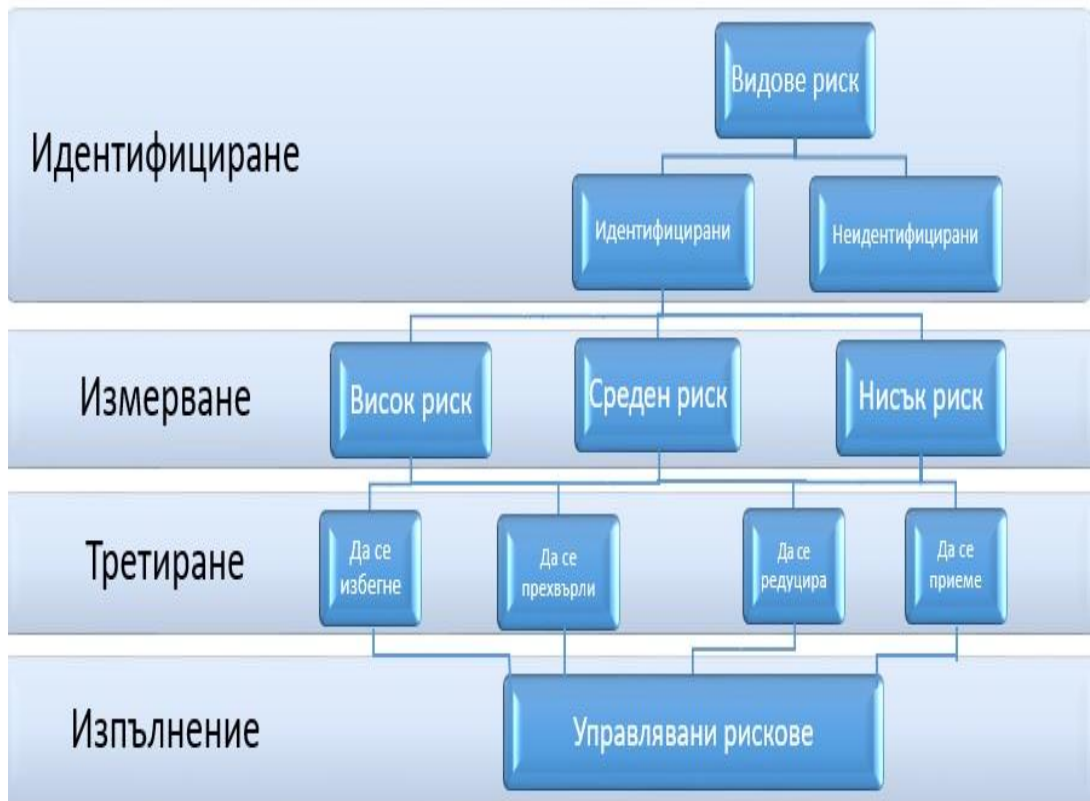 Видове риск
Идентифициране
Идентифицирани
Неидентифицирани
Измерване
Висок риск
Среден риск
Нисък риск
Третиране
Да се
избегне
Да се
прехвърли
Да се
редуцира
Да се
приеме
Изпълнение
Управлявани рискове